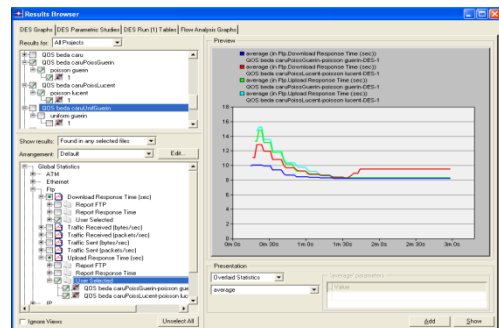 Results Browser
DES Graphs
DES Parametric Studies
DES Run (1) Tables
Flow Analysis Graphs
Results for: All Projects
QOS beda caru
QOS beda caruPoisGuerin
poisson guerin
1
QOS beda caruPoisLucent
poisson lucent
1
QOS beda caruUnifGuerin
uniform guerin
1
Show results: Found in any selected files
Arrangement: Default
Edit...
Global Statistics
ATM
Ethernet
Ftp
Download Response Time (sec)
Report FTP
Report Response Time
User Selected
Traffic Received (bytes/sec)
Traffic Received (packets/sec)
Traffic Sent (bytes/sec)
Traffic Sent (packets/sec)
Upload Response Time (sec)
Report FTP
Report Response Time
User Selected
QOS beda caruPoissGuerin-poisson gue
QOS beda caruPoissLucent-poisson luc
IP
Ignore Views
Unselect All
Preview
average (in Ftp.Download Response Time (sec))
QOS beda caruPoissGuerin-poisson guerin-DES-1
average (in Ftp.Download Response Time (sec))
QOS beda caruPoissLucent-poisson lucent-DES-1
average (in Ftp.Upload Response Time (sec))
QOS beda caruPoissGuerin-poisson guerin-DES-1
average (in Ftp.Upload Response Time (sec))
QOS beda caruPoissLucent-poisson lucent-DES-1
18
16
14
12
10
8
6
4
2
0
0m 0s
0m 30s
1m 0s
1m 30s
2m 0s
2m 30s
3m 0s
Presentation
Overlaid Statistics
average
'average' parameters
Value
Add
Show